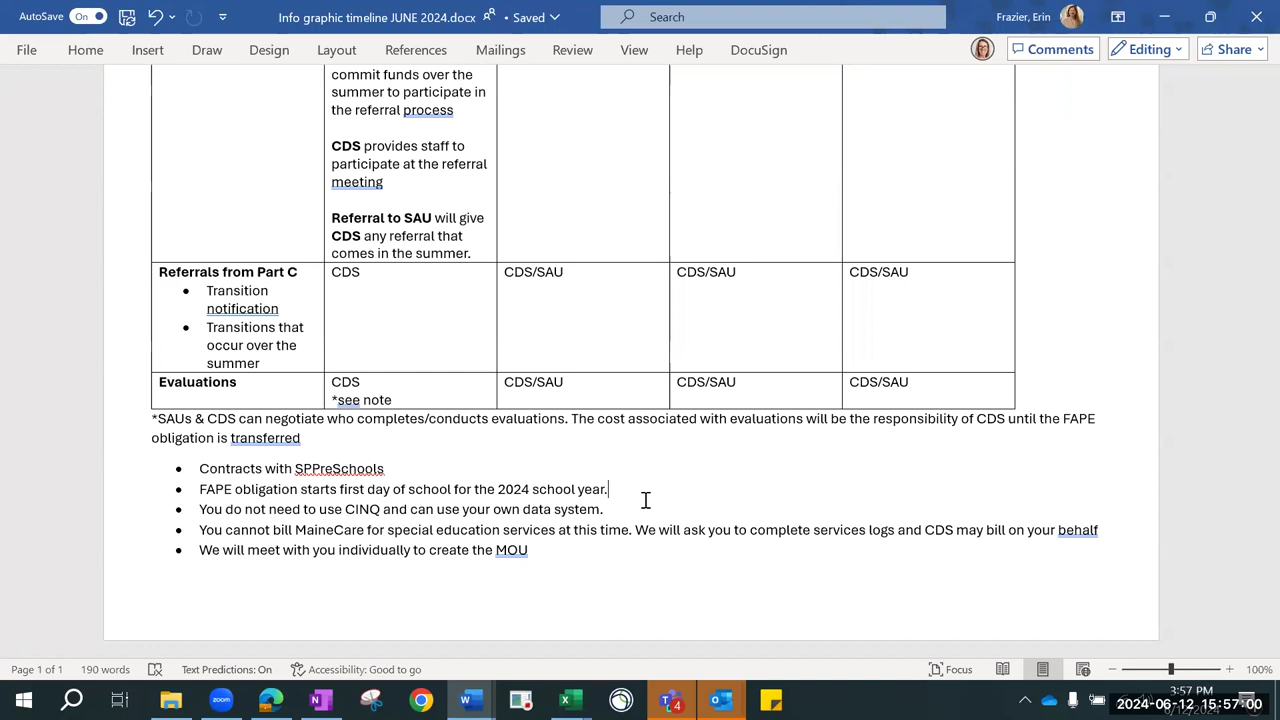 AutoSave On Info graphic timeline JUNE 2024.docx • Saved Search Frazier, Erin
File Home Insert Draw Design Layout References Mailings Review View Help DocuSign Comments Editing Share
commit funds over the
summer to participate in
the referral process
CDS provides staff to
participate at the referral
meeting
Referral to SAU will give
CDS any referral that
comes in the summer.
Referrals from Part C CDS CDS/SAU CDS/SAU CDS/SAU
• Transition
notification
• Transitions that
occur over the
summer
Evaluations CDS CDS/SAU CDS/SAU CDS/SAU
*see note
*SAUs & CDS can negotiate who completes/conducts evaluations. The cost associated with evaluations will be the responsibility of CDS until the FAPE
obligation is transferred
• Contracts with SPPreSchools
• FAPE obligation starts first day of school for the 2024 school year.
• You do not need to use CINQ and can use your own data system.
• You cannot bill MaineCare for special education services at this time. We will ask you to complete services logs and CDS may bill on your behalf
• We will meet with you individually to create the MOU
Page 1 of 1 190 words Text Predictions: On Accessibility: Good to go Focus 100%
zoom 4 3:57 PM
2024-06-12 15:57:00